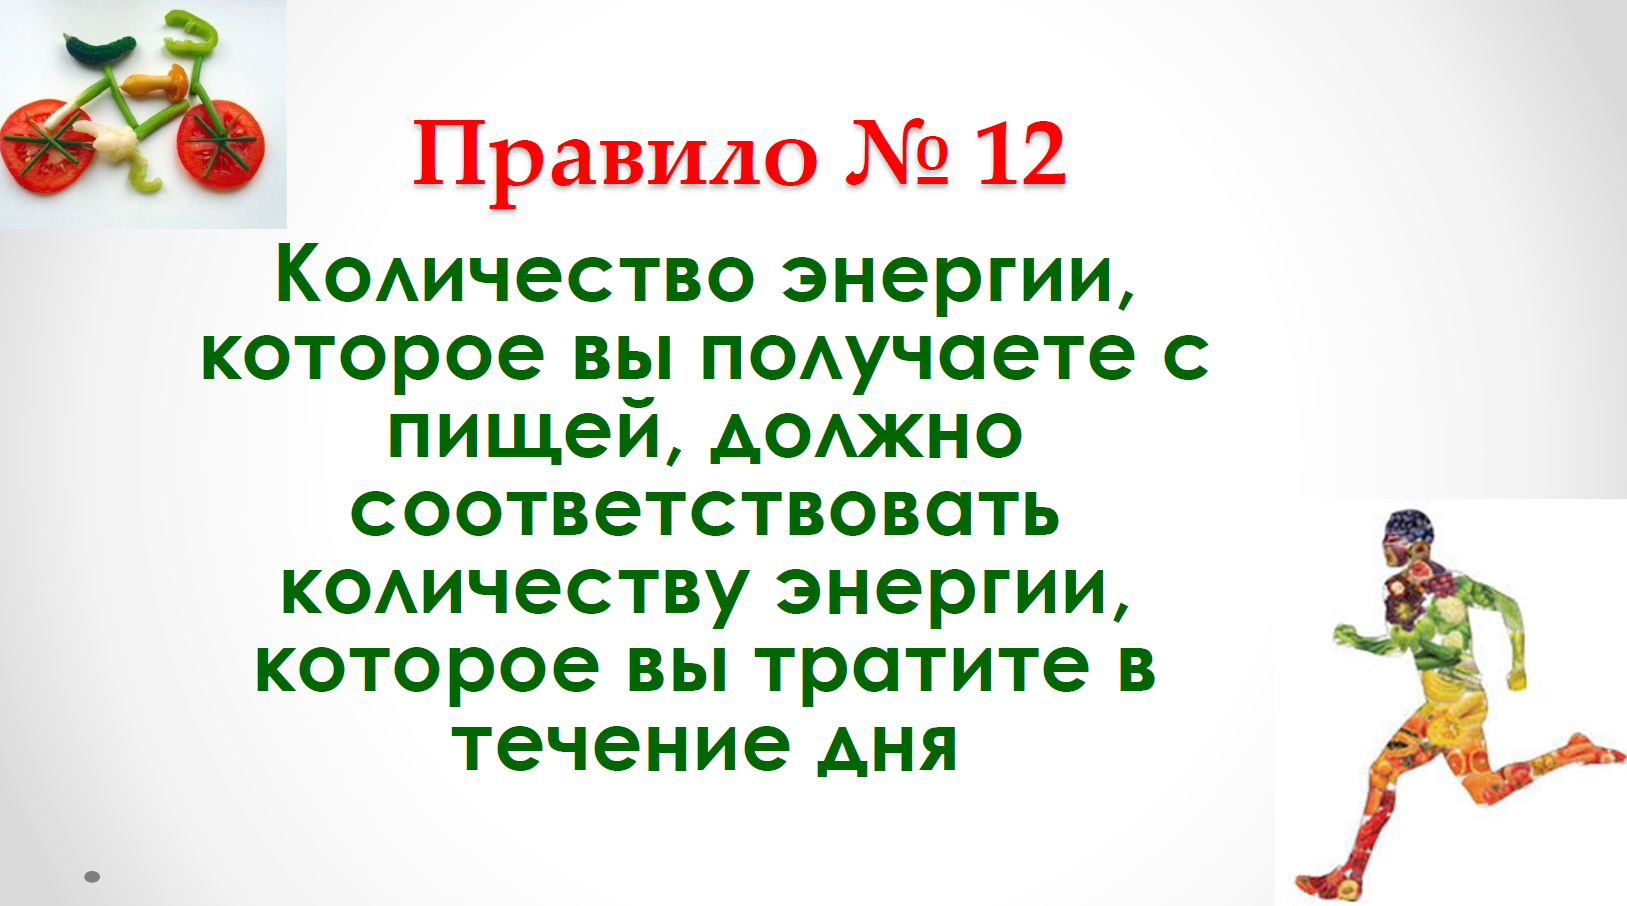 Правило № 12
Количество энергии,
которое вы получаете с
пищей, должно
соответствовать
количеству энергии,
которое вы тратите в
течение дня